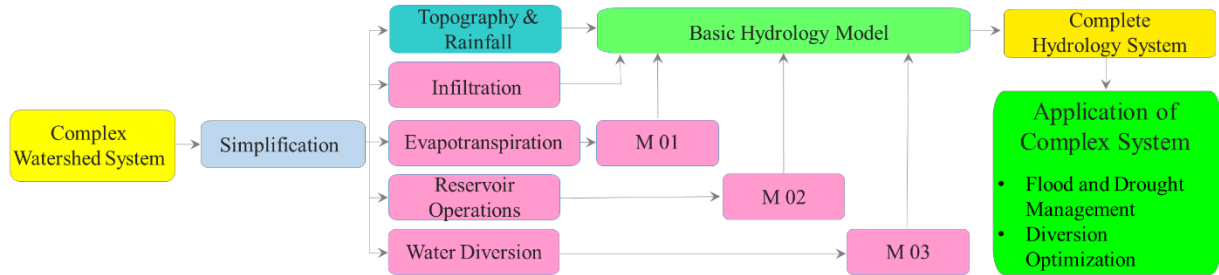 Complex
Watershed System
Simplification
Topography &
Rainfall
Infiltration
Evapotranspiration
Reservoir
Operations
Water Diversion
M 01
M 02
M 03
Basic Hydrology Model
Complete
Hydrology System
Application of
Complex System
• Flood and Drought
Management
• Diversion
Optimization